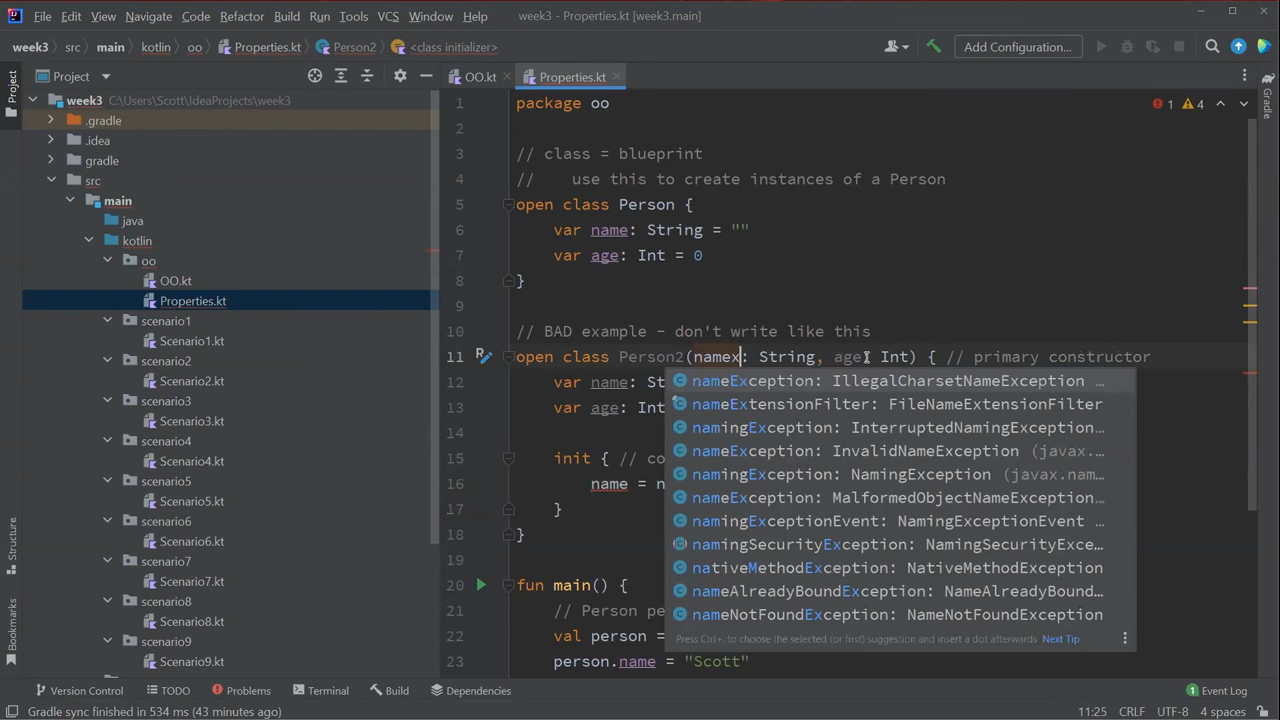 File Edit View Navigate Code Refactor Build Run Tools VCS Window Help week3 - Properties.kt [week3.main]
week3 src main kotlin oo Properties.kt Person2 <class initializer> Add Configuration...
Project OO.kt Properties.kt
Project
Structure
Bookmarks
Gradle
week3 C:\Users\Scott\IdeaProjects\week3
.gradle
.idea
gradle
src
main
java
kotlin
oo
OO.kt
Properties.kt
scenario1
Scenario1.kt
scenario2
Scenario2.kt
scenario3
Scenario3.kt
scenario4
Scenario4.kt
scenario5
Scenario5.kt
scenario6
Scenario6.kt
scenario7
Scenario7.kt
scenario8
Scenario8.kt
scenario9
Scenario9.kt
1 package oo 1 4
2
3 // class = blueprint
4 //    use this to create instances of a Person
5 open class Person {
6 var name: String = ""
7 var age: Int = 0
8 }
9
10 // BAD example - don't write like this
11 open class Person2(namex: String, age: Int) { // primary constructor
12 var name: St
13 var age: Int
14
15 init { // co
16 name = n
17 }
18 }
19
20 fun main() {
21 // Person pe
22 val person =
23 person.name = "Scott"
nameException: IllegalCharsetNameException ...
nameExtensionFilter: FileNameExtensionFilter
namingException: InterruptedNamingException...
nameException: InvalidNameException (javax....
namingException: NamingException (javax.nam...
nameException: MalformedObjectNameException...
namingExceptionEvent: NamingExceptionEvent ...
namingSecurityException: NamingSecurityExce...
nativeMethodException: NativeMethodException
nameAlreadyBoundException: NameAlreadyBound...
nameNotFoundException: NameNotFoundException
Press Ctrl+. to choose the selected (or first) suggestion and insert a dot afterwards Next Tip
Version Control TODO Problems Terminal Build Dependencies 1 Event Log
Gradle sync finished in 534 ms (43 minutes ago) 11:25 CRLF UTF-8 4 spaces